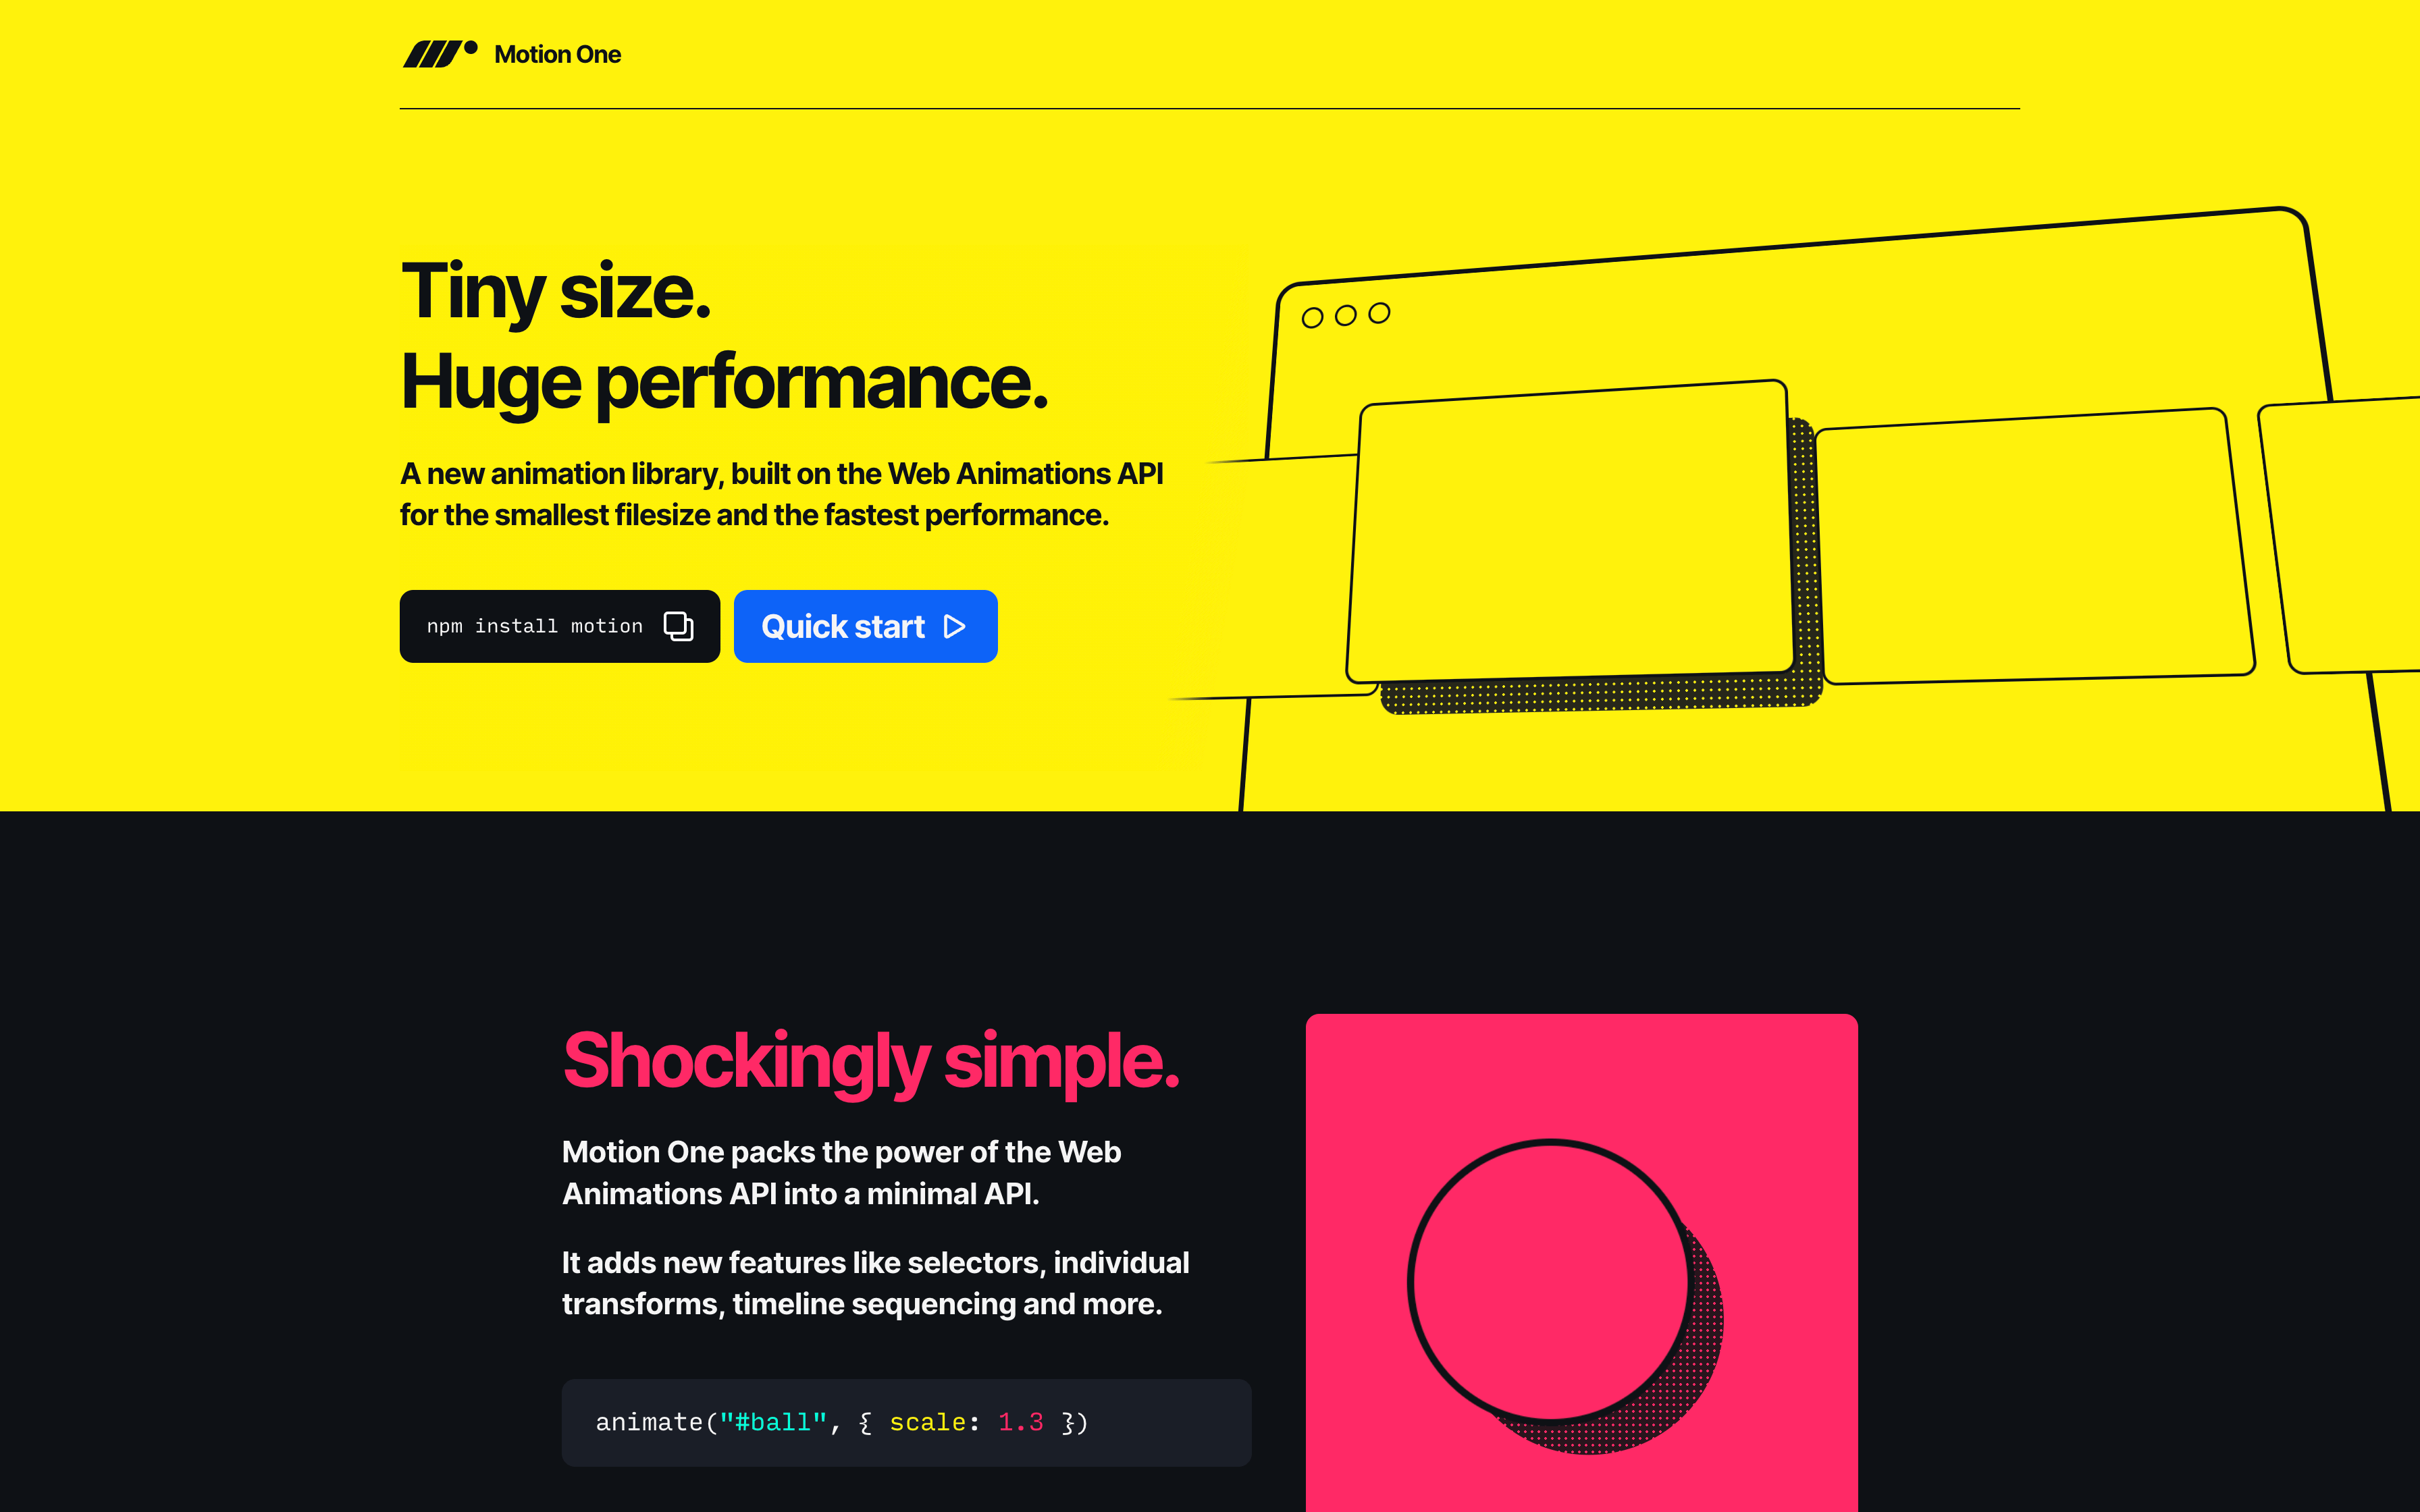 Motion One
Tiny size.
Huge performance.
A new animation library, built on the Web Animations API
for the smallest filesize and the fastest performance.
npm install motion
Quick start
Shockingly simple.
Motion One packs the power of the Web
Animations API into a minimal API.
It adds new features like selectors, individual
transforms, timeline sequencing and more.
animate("#ball", { scale: 1.3 })